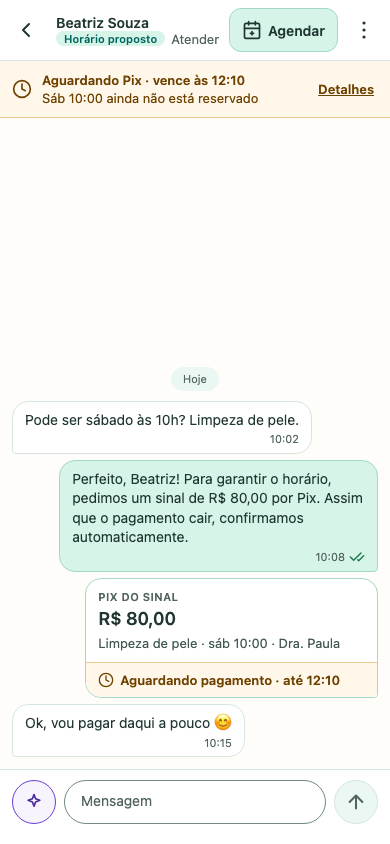 Beatriz Souza
Horário proposto Atender
Agendar
Aguardando Pix · vence às 12:10
Sáb 10:00 ainda não está reservado
Detalhes
Hoje
Pode ser sábado às 10h? Limpeza de pele.
10:02
Perfeito, Beatriz! Para garantir o horário,
pedimos um sinal de R$ 80,00 por Pix. Assim
que o pagamento cair, confirmamos
automaticamente.
10:08
PIX DO SINAL
R$ 80,00
Limpeza de pele · sáb 10:00 · Dra. Paula
Aguardando pagamento · até 12:10
Ok, vou pagar daqui a pouco 😊
10:15
Mensagem